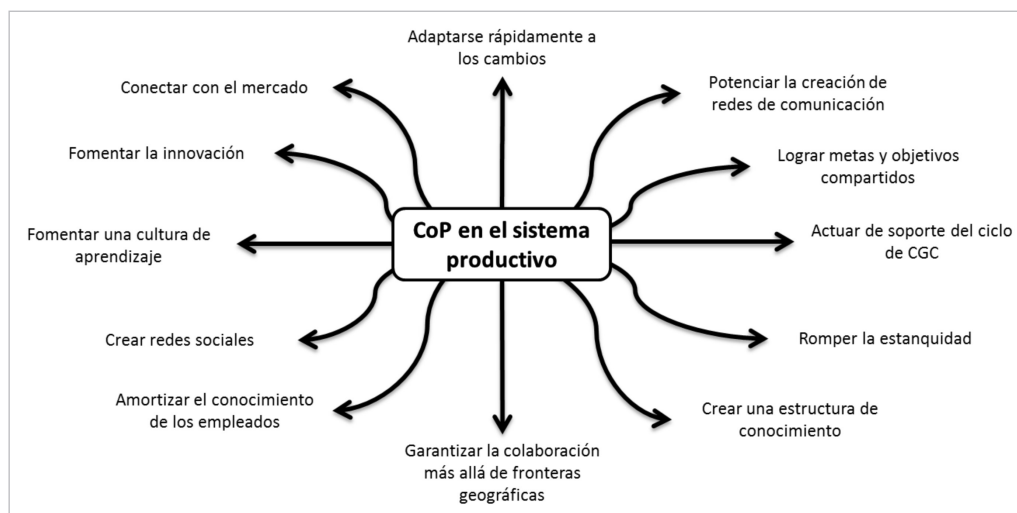 Adaptarse rápidamente a
los cambios
Conectar con el mercado
Potenciar la creación de
redes de comunicación
Fomentar la innovación
Lograr metas y objetivos
compartidos
CoP en el sistema
productivo
Fomentar una cultura de
aprendizaje
Actuar de soporte del ciclo
de CGC
Crear redes sociales
Romper la estanquidad
Amortizar el conocimiento
de los empleados
Crear una estructura de
conocimiento
Garantizar la colaboración
más allá de fronteras
geográficas